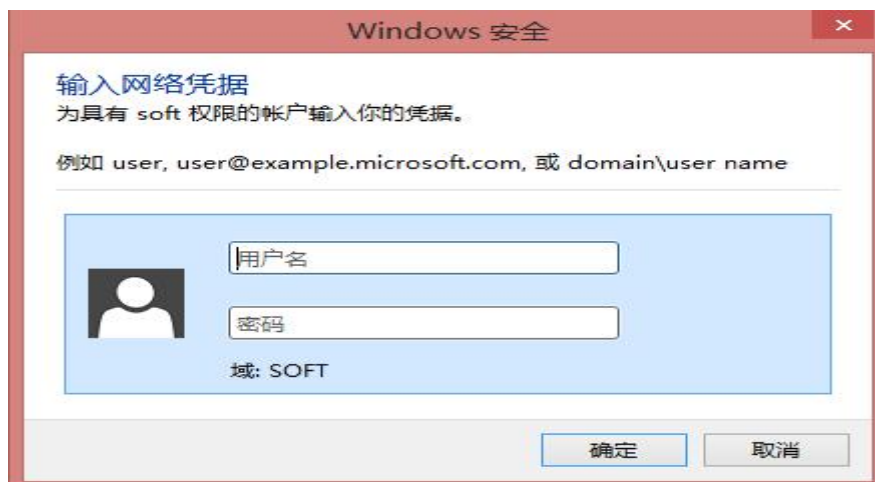 Windows 安全
输入网络凭据
为具有 soft 权限的帐户输入你的凭据。
例如 user, user@example.microsoft.com, 或 domain\user name
用户名
密码
域: SOFT
确定
取消